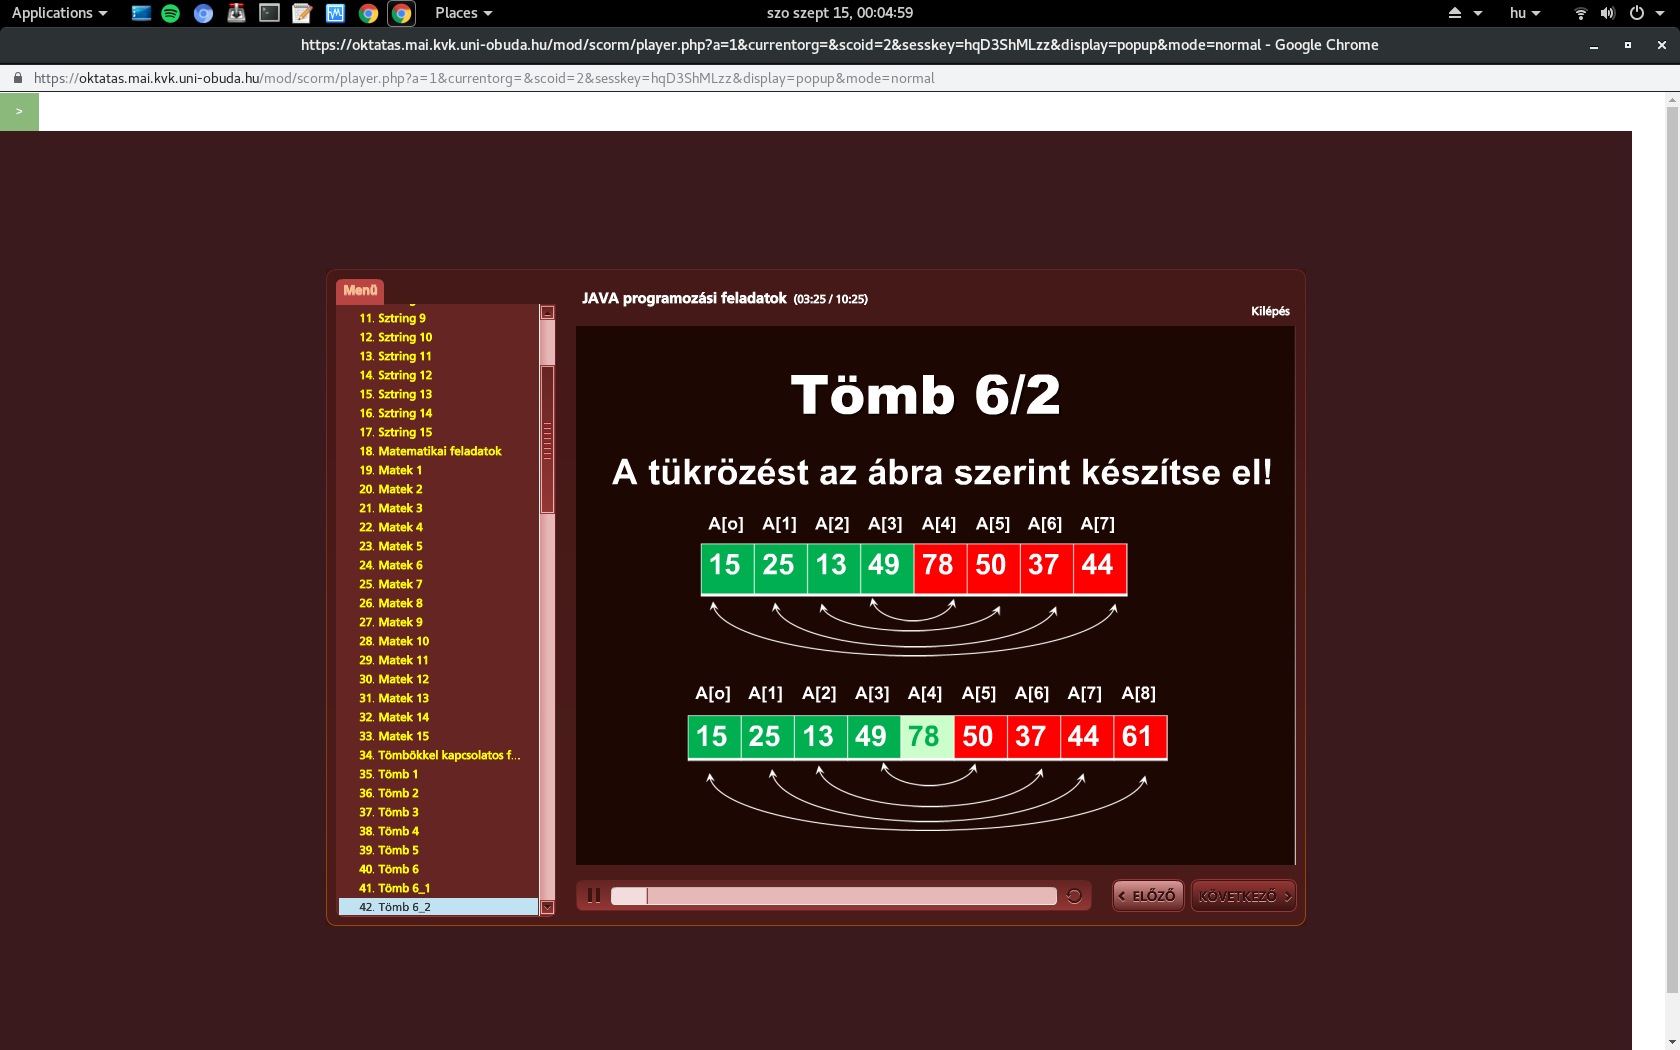 Applications
Places
szo szept 15, 00:04:59
hu
https://oktatas.mai.kvk.uni-obuda.hu/mod/scorm/player.php?a=1&currentorg=&scoid=2&sesskey=hqD3ShMLzz&display=popup&mode=normal - Google Chrome
https://oktatas.mai.kvk.uni-obuda.hu/mod/scorm/player.php?a=1&currentorg=&scoid=2&sesskey=hqD3ShMLzz&display=popup&mode=normal
>
Menü
11. Sztring 9
12. Sztring 10
13. Sztring 11
14. Sztring 12
15. Sztring 13
16. Sztring 14
17. Sztring 15
18. Matematikai feladatok
19. Matek 1
20. Matek 2
21. Matek 3
22. Matek 4
23. Matek 5
24. Matek 6
25. Matek 7
26. Matek 8
27. Matek 9
28. Matek 10
29. Matek 11
30. Matek 12
31. Matek 13
32. Matek 14
33. Matek 15
34. Tömbökkel kapcsolatos f...
35. Tömb 1
36. Tömb 2
37. Tömb 3
38. Tömb 4
39. Tömb 5
40. Tömb 6
41. Tömb 6_1
42. Tömb 6_2
JAVA programozási feladatok (03:25 / 10:25)
Kilépés
Tömb 6/2
A tükrözést az ábra szerint készítse el!
A[o] A[1] A[2] A[3] A[4] A[5] A[6] A[7]
15 25 13 49 78 50 37 44
A[o] A[1] A[2] A[3] A[4] A[5] A[6] A[7] A[8]
15 25 13 49 78 50 37 44 61
< ELŐZŐ
KÖVETKEZŐ >